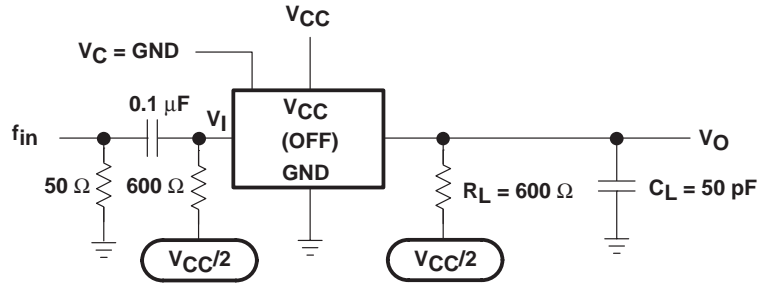 VCC
VC = GND
0.1 μF
fin
VI
VCC
(OFF)
GND
VO
50 Ω
600 Ω
RL = 600 Ω
CL = 50 pF
VCC/2
VCC/2